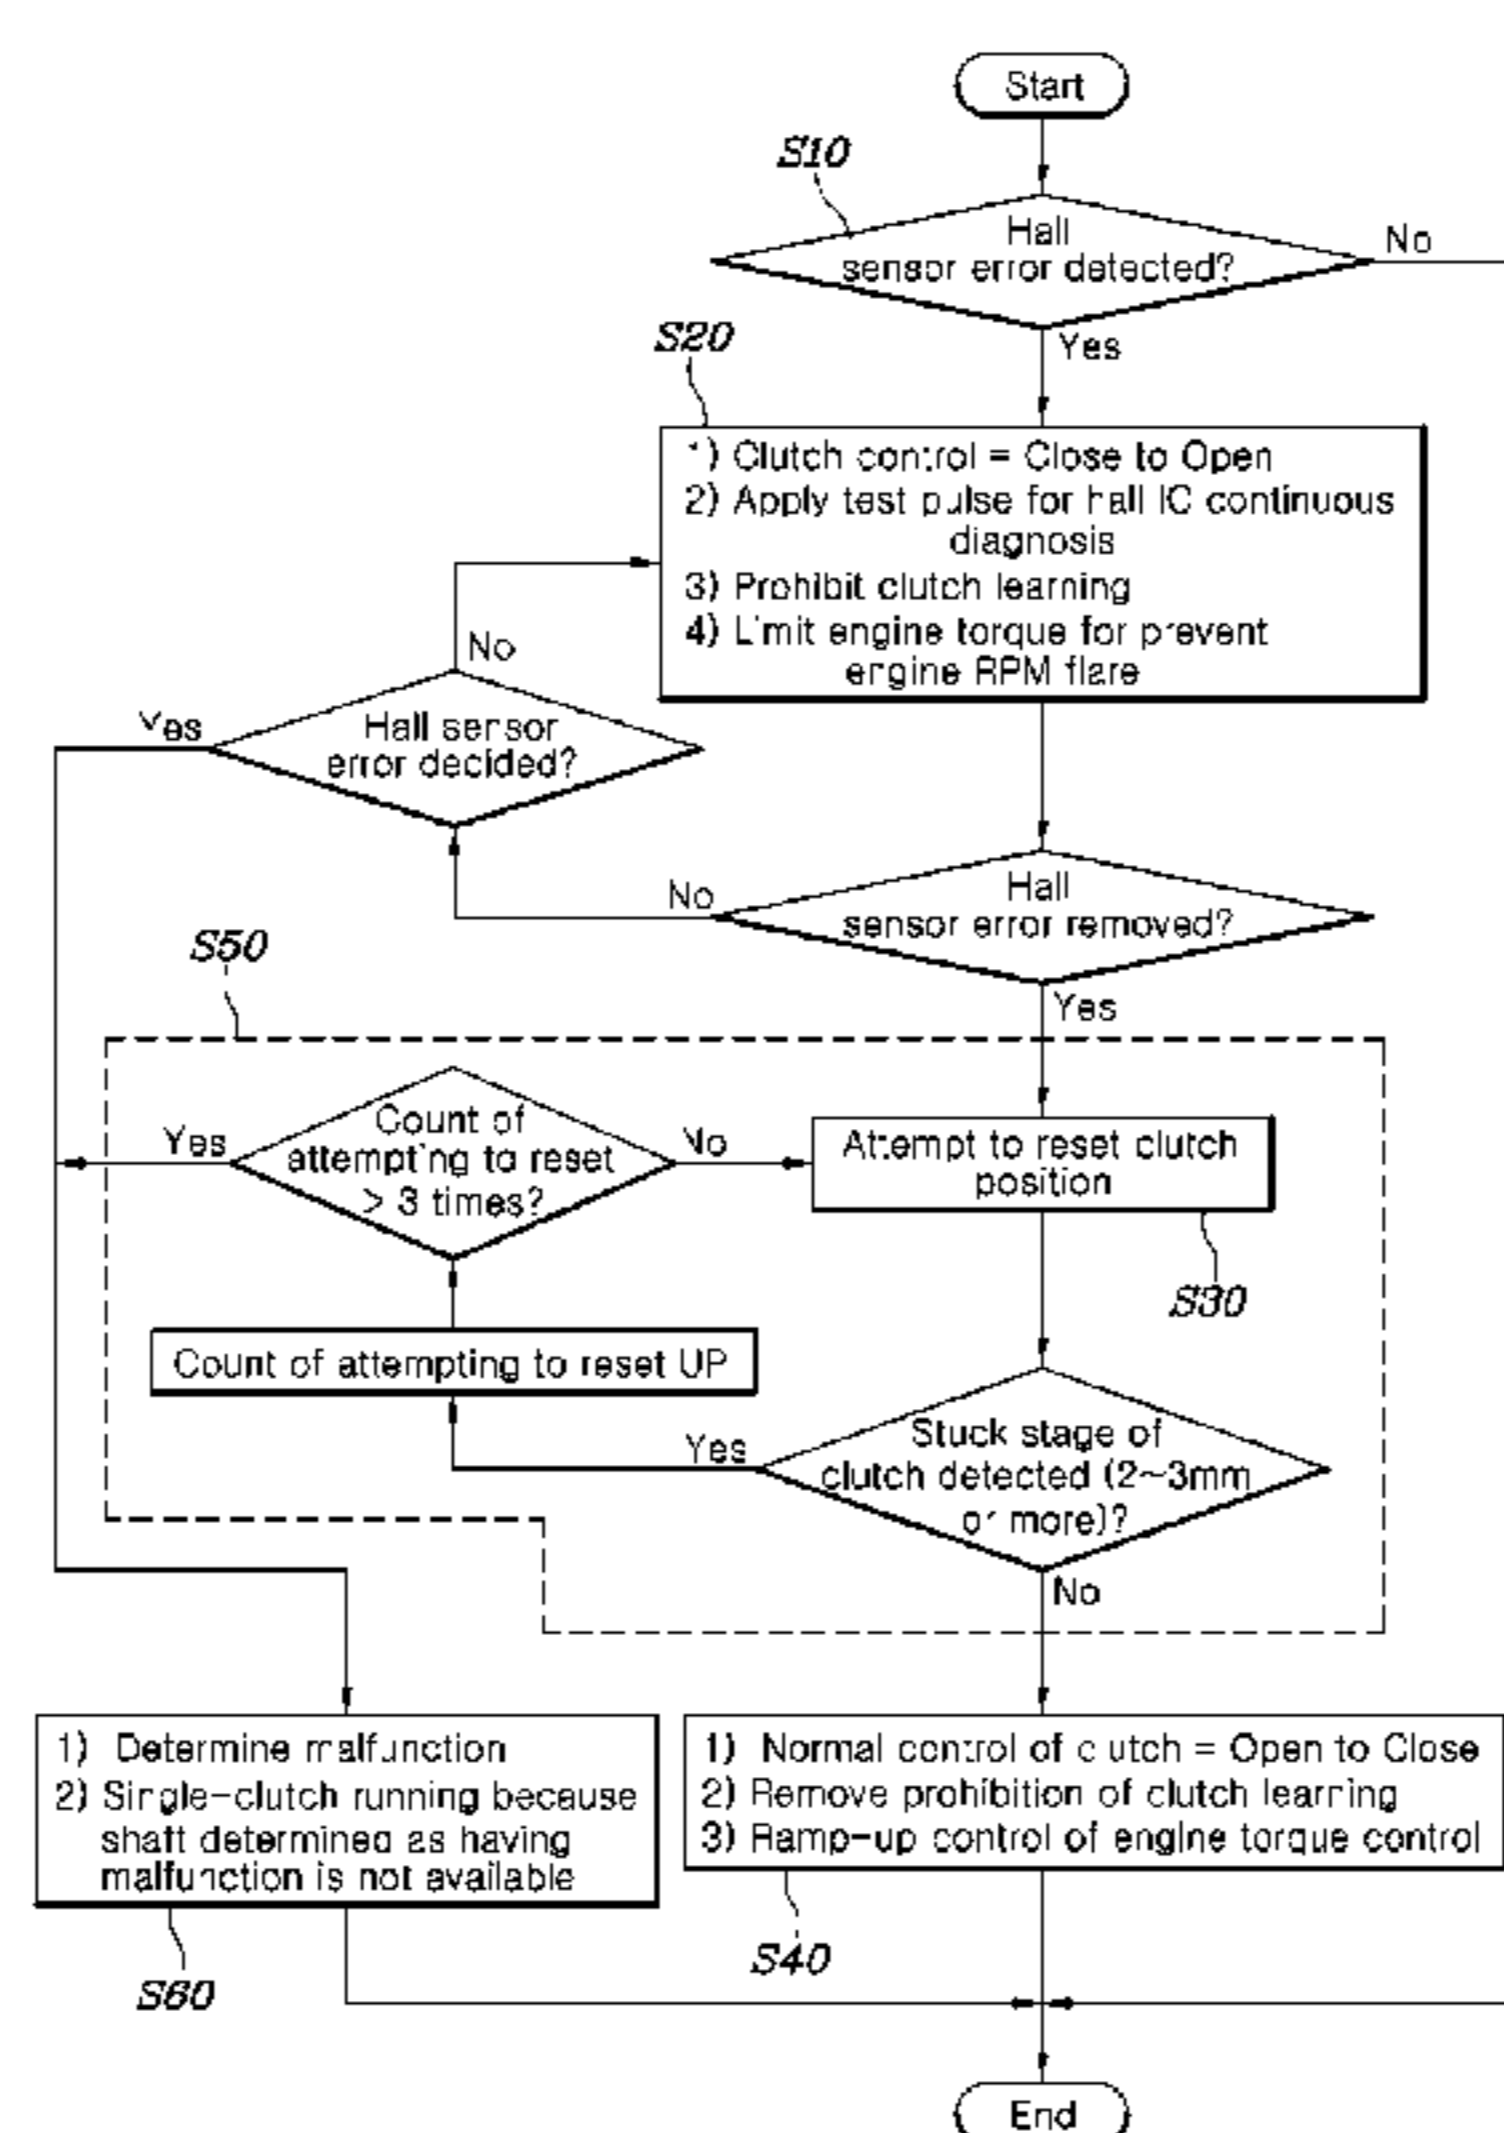 Start
S10
Hall
sensor error detected?
No
Yes
S20
1) Clutch control = Close to Open
2) Apply test pulse for hall IC continuous
diagnosis
3) Prohibit clutch learning
4) Limit engine torque for prevent
engine RPM flare
No
Yes
Hall sensor
error decided?
Hall
sensor error removed?
No
Yes
S50
Count of
attempting to reset
> 3 times?
Yes
No
Attempt to reset clutch
position
S30
Count of attempting to reset UP
Yes
Stuck stage of
clutch detected (2~3mm
or more)?
No
1) Determine malfunction
2) Single-clutch running because
shaft determined as having
malfunction is not available
S60
1) Normal control of clutch = Open to Close
2) Remove prohibition of clutch learning
3) Ramp-up control of engine torque control
S40
End